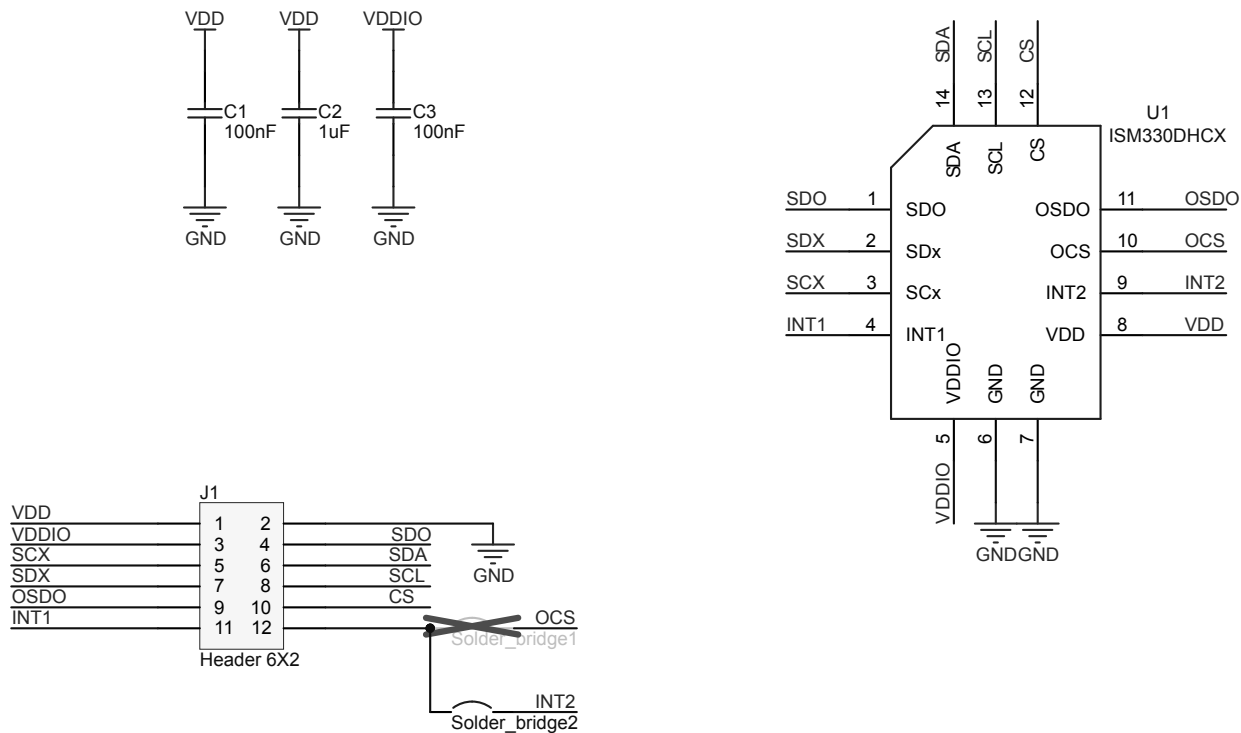 VDD
VDD
VDDIO
C1
100nF
C2
1uF
C3
100nF
GND
GND
GND
U1
ISM330DHCX
SDA
SCL
CS
14
13
12
SDA
SCL
CS
SDO 1 SDO
SDX 2 SDx
SCX 3 SCx
INT1 4 INT1
OSDO 11 OSDO
OCS 10 OCS
INT2 9 INT2
VDD 8 VDD
VDDIO
GND
GND
5
6
7
VDDIO
GND
GND
J1
VDD 1 2
VDDIO 3 4 SDO
SCX 5 6 SDA
SDX 7 8 SCL
OSDO 9 10 CS
INT1 11 12
GND
Header 6X2
OCS
Solder_bridge1
INT2
Solder_bridge2